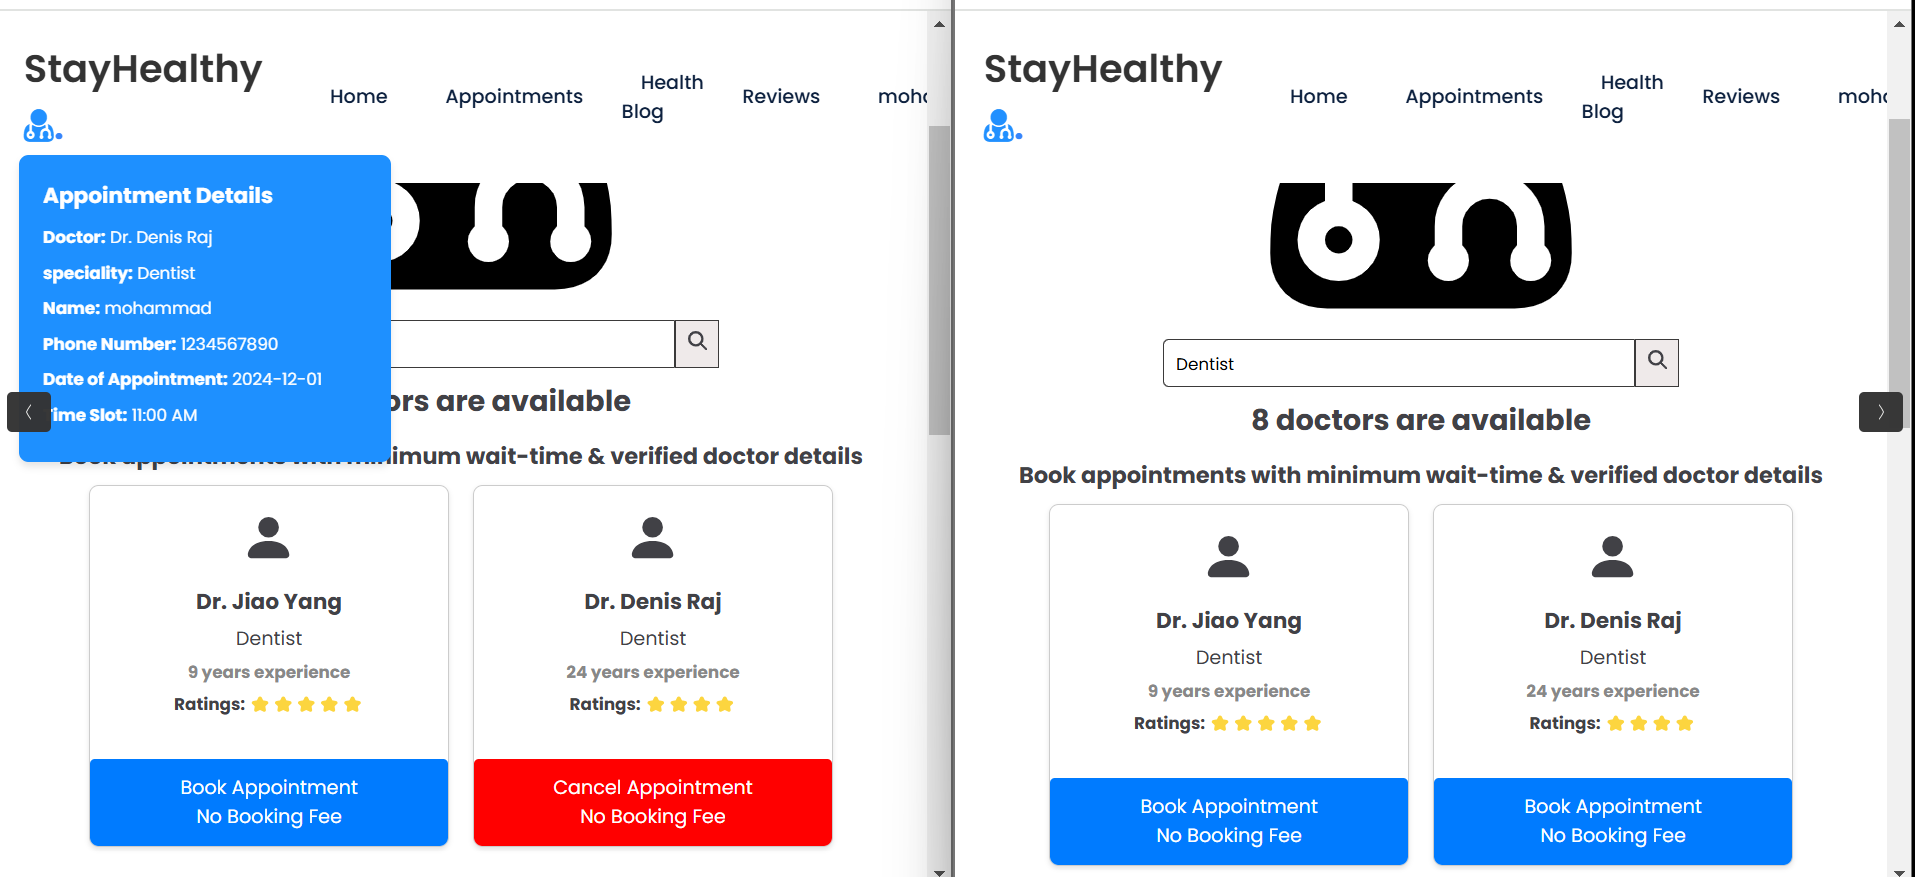 StayHealthy
Home
Appointments
Health
Blog
Reviews
Appointment Details
Doctor: Dr. Denis Raj
speciality: Dentist
Name: mohammad
Phone Number: 1234567890
Date of Appointment: 2024-12-01
Slot: 11:00 AM
are available
wait-time & verified doctor details
Dr. Jiao Yang
Dentist
9 years experience
Ratings:
Book Appointment
No Booking Fee
Dr. Denis Raj
Dentist
24 years experience
Ratings:
Cancel Appointment
No Booking Fee
StayHealthy
Home
Appointments
Health
Blog
Reviews
Dentist
8 doctors are available
Book appointments with minimum wait-time & verified doctor details
Dr. Jiao Yang
Dentist
9 years experience
Ratings:
Book Appointment
No Booking Fee
Dr. Denis Raj
Dentist
24 years experience
Ratings:
Book Appointment
No Booking Fee